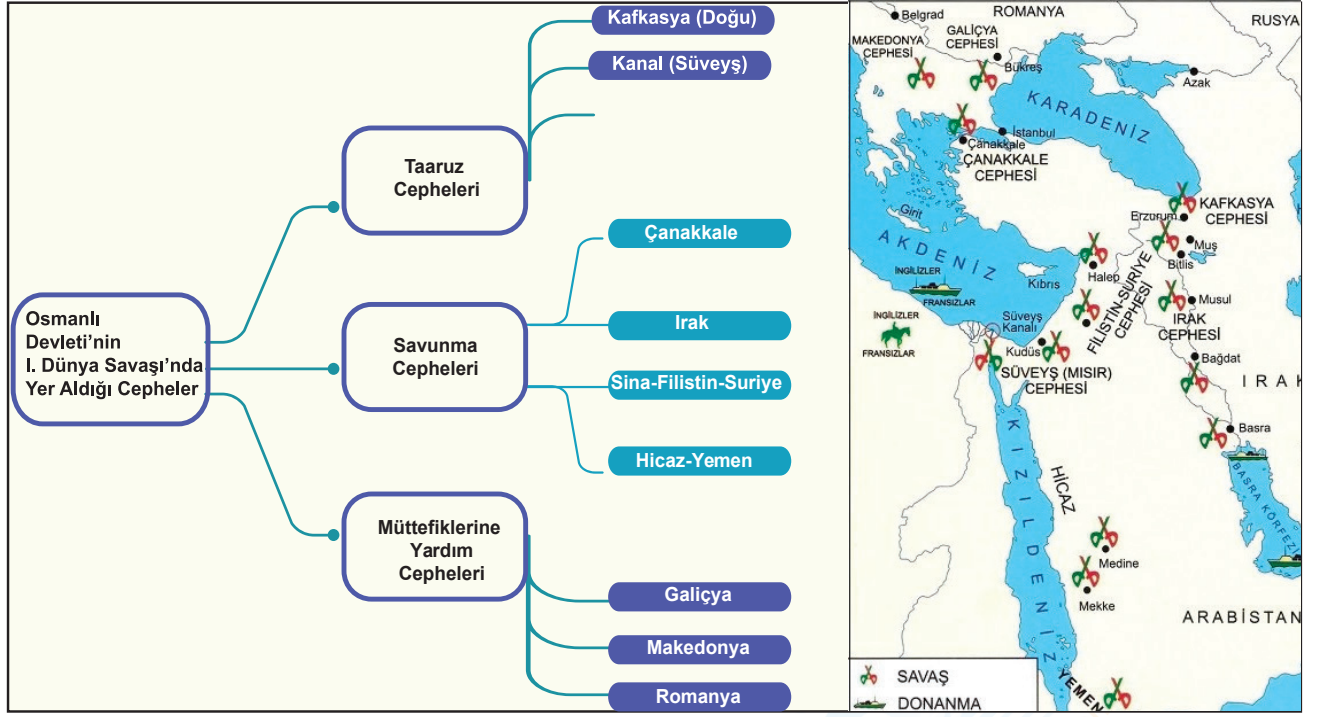 Osmanlı
Devleti’nin
I. Dünya Savaşı’nda
Yer Aldığı Cepheler
Taaruz
Cepheleri
Kafkasya (Doğu)
Kanal (Süveyş)
Savunma
Cepheleri
Çanakkale
Irak
Sina-Filistin-Suriye
Hicaz-Yemen
Müttefiklerine
Yardım
Cepheleri
Galiçya
Makedonya
Romanya
Belgrad
ROMANYA
RUSYA
MAKEDONYA
CEPHESİ
GALİÇYA
CEPHESİ
Bükreş
Azak
KARADENİZ
İstanbul
Çanakkale
ÇANAKKALE
CEPHESİ
KAFKASYA
CEPHESİ
Erzurum
Muş
Bitlis
Girit
AKDENİZ
Kıbrıs
Halep
FİLİSTİN-SURİYE
CEPHESİ
Musul
IRAK
CEPHESİ
İNGİLİZLER
FRANSIZLAR
İNGİLİZLER
FRANSIZLAR
Süveyş
Kanalı
Kudüs
SÜVEYŞ (MISIR)
CEPHESİ
Bağdat
IRAK
Basra
BASRA KÖRFEZİ
KIZILDENİZ
HİCAZ
Medine
Mekke
ARABİSTAN
YEMEN
SAVAŞ
DONANMA